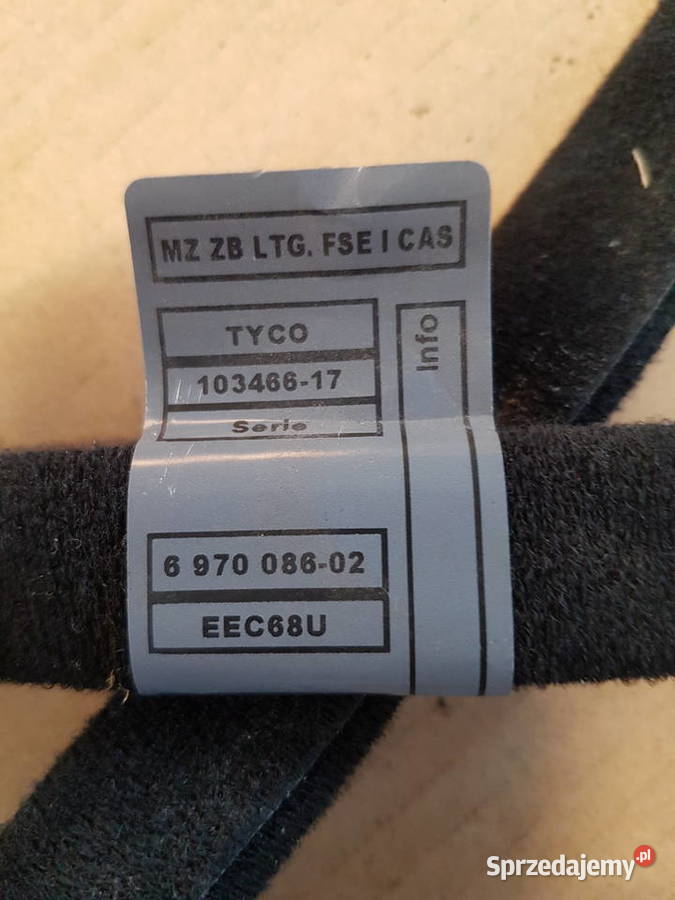 MZ ZB LTG. FSE I CAS
TYCO
103466-17
Serie
Info
6 970 086-02
EEC68U
Sprzedajemy.pl